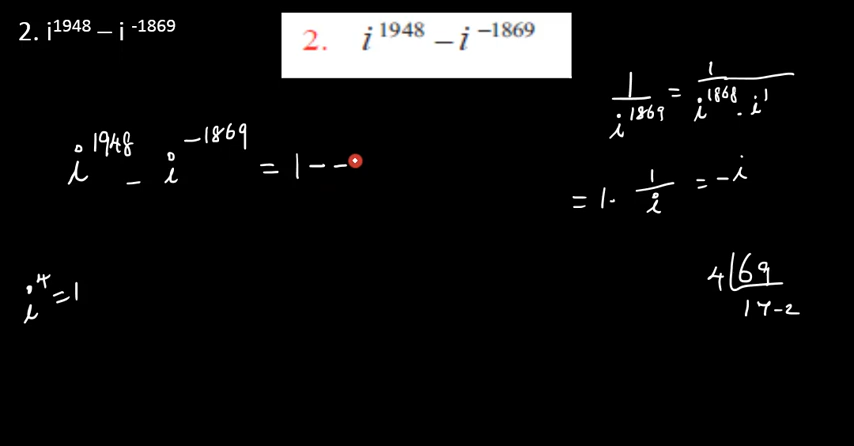 2. i¹⁹⁴⁸ – i ⁻¹⁸⁶⁹
2. i¹⁹⁴⁸ – i⁻¹⁸⁶⁹
i¹⁹⁴⁸ - i⁻¹⁸⁶⁹ = 1 - -
1/i¹⁸⁶⁹ = 1/(i¹⁸⁶⁸ · i¹)
= 1 · 1/i = -i
i⁴ = 1
4 | 69
17 - 2